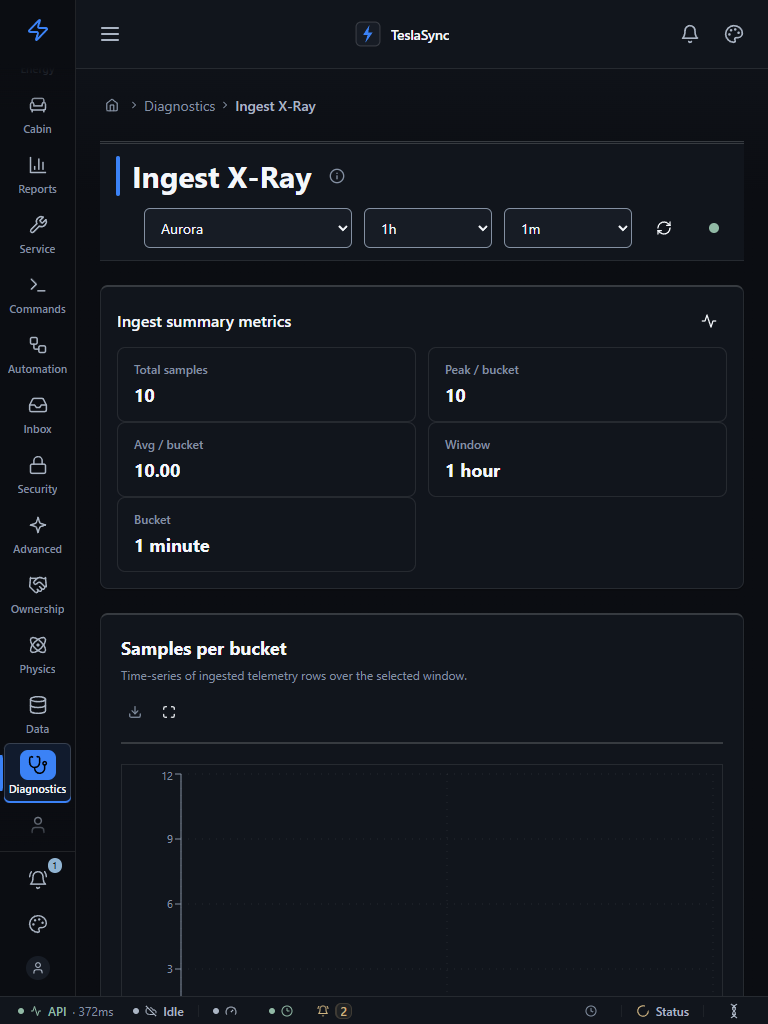 TeslaSync
Energy
Cabin
Reports
Service
Commands
Automation
Inbox
Security
Advanced
Ownership
Physics
Data
Diagnostics
1
Diagnostics
Ingest X-Ray
Ingest X-Ray
Aurora
1h
1m
Ingest summary metrics
Total samples
10
Peak / bucket
10
Avg / bucket
10.00
Window
1 hour
Bucket
1 minute
Samples per bucket
Time-series of ingested telemetry rows over the selected window.
12
9
6
3
API · 372ms
Idle
2
Status